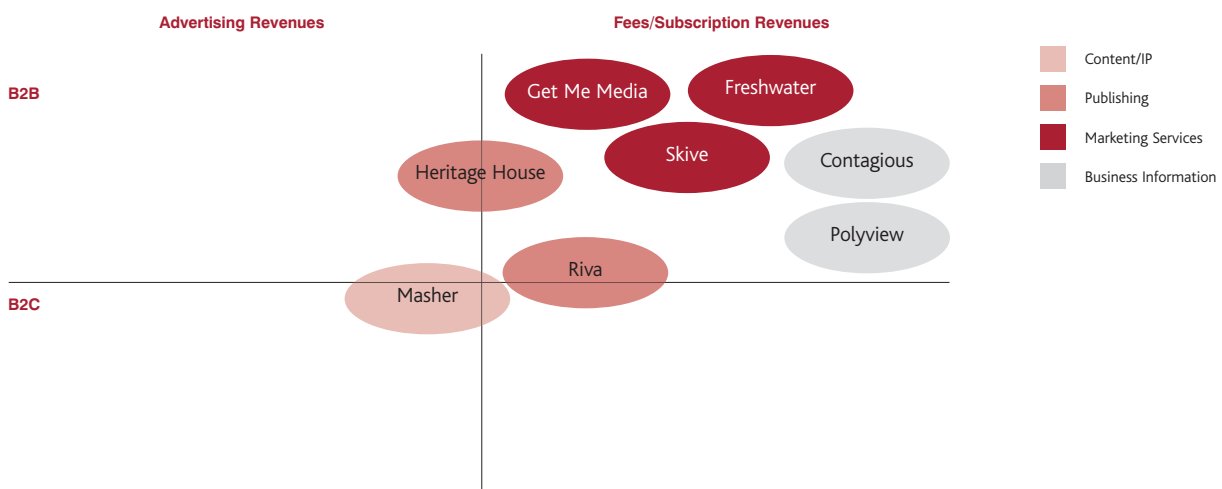 Advertising Revenues
Fees/Subscription Revenues
B2B
Get Me Media
Freshwater
Skive
Contagious
Heritage House
Polyview
Riva
Masher
B2C
Content/IP
Publishing
Marketing Services
Business Information